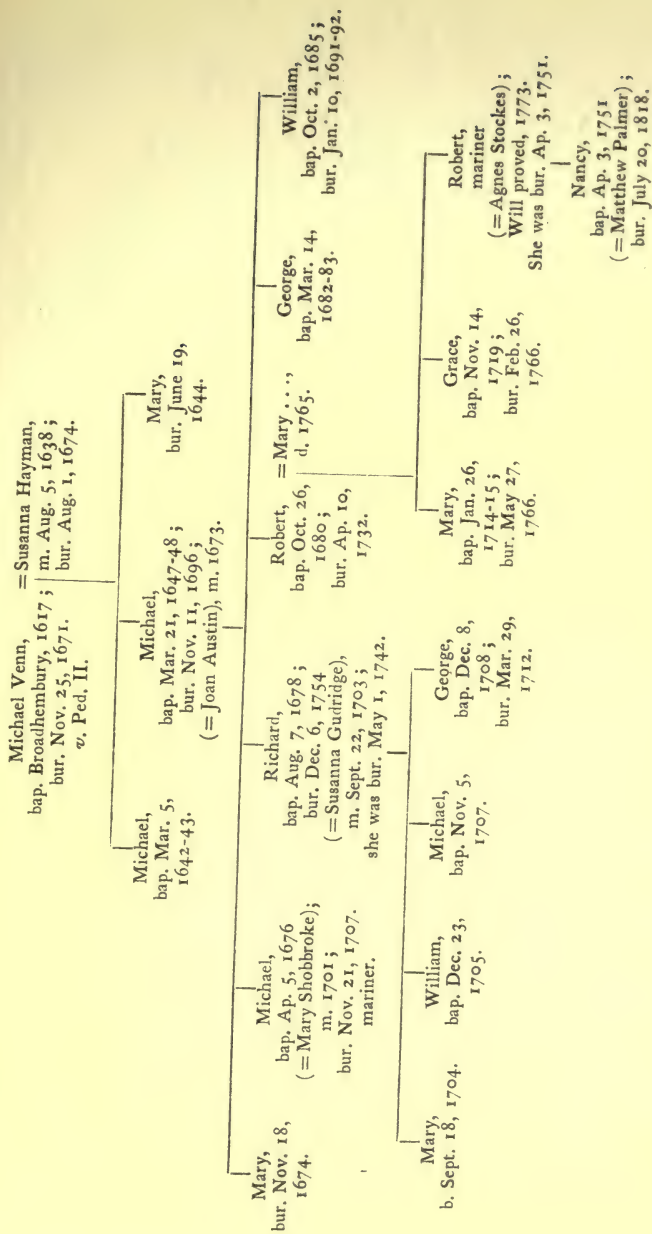 Michael Venn,
bap. Broadhembury, 1617;
bur. Nov. 25, 1671.
v. Ped. II.
=Susanna Hayman,
m. Aug. 5, 1638;
bur. Aug. 1, 1674.
Michael,
bap. Mar. 5,
1642-43.
Michael,
bap. Mar. 21, 1647-48;
bur. Nov. 11, 1696;
(=Joan Austin), m. 1673.
Mary,
bur. June 19,
1644.
Mary,
bur. Nov. 18,
1674.
Michael,
bap. Ap. 5, 1676
(=Mary Shobbroke);
m. 1701;
bur. Nov. 21, 1707.
mariner.
Richard,
bap. Aug. 7, 1678;
bur. Dec. 6, 1754
(=Susanna Gudridge),
m. Sept. 22, 1703;
she was bur. May 1, 1742.
Robert,
bap. Oct. 26,
1680;
bur. Ap. 10,
1732.
=Mary . . .,
d. 1765.
George,
bap. Mar. 14,
1682-83.
William,
bap. Oct. 2, 1685;
bur. Jan. 10, 1691-92.
Mary,
b. Sept. 18, 1704.
William,
bap. Dec. 23,
1705.
Michael,
bap. Nov. 5,
1707.
George,
bap. Dec. 8,
1708;
bur. Mar. 29,
1712.
Mary,
bap. Jan. 26,
1714-15;
bur. May 27,
1766.
Grace,
bap. Nov. 14,
1719;
bur. Feb. 26,
1766.
Robert,
mariner
(=Agnes Stockes);
Will proved, 1773.
She was bur. Ap. 3, 1751.
Nancy,
bap. Ap. 3, 1751
(=Matthew Palmer);
bur. July 20, 1818.